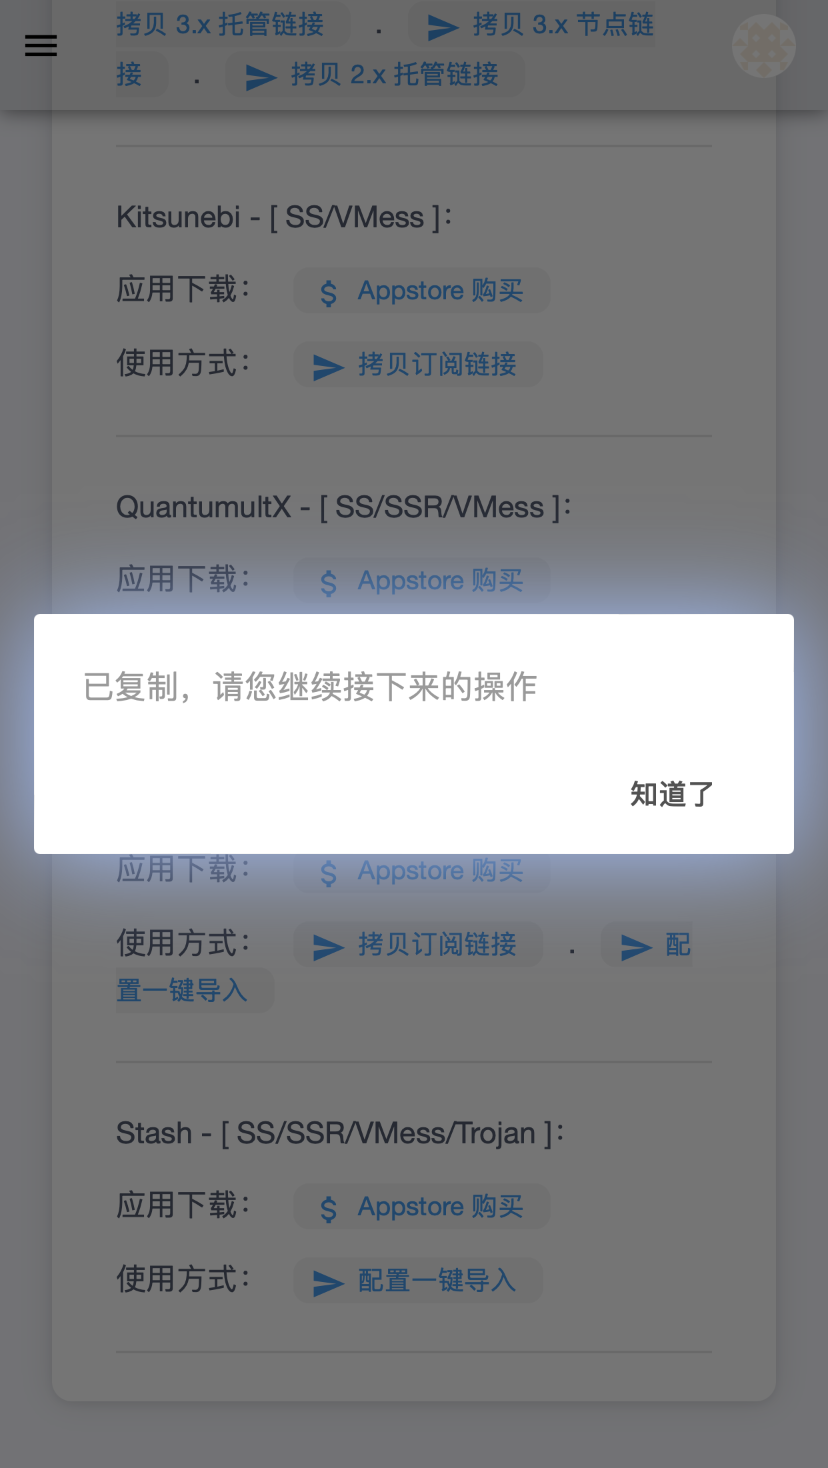 拷贝 3.x 托管链接 . 拷贝 3.x 节点链
接 . 拷贝 2.x 托管链接
Kitsunebi - [ SS/VMess ]：
应用下载： Appstore 购买
使用方式： 拷贝订阅链接
QuantumultX - [ SS/SSR/VMess ]：
应用下载： Appstore 购买
已复制，请您继续接下来的操作
知道了
应用下载： Appstore 购买
使用方式： 拷贝订阅链接 . 配
置一键导入
Stash - [ SS/SSR/VMess/Trojan ]：
应用下载： Appstore 购买
使用方式： 配置一键导入